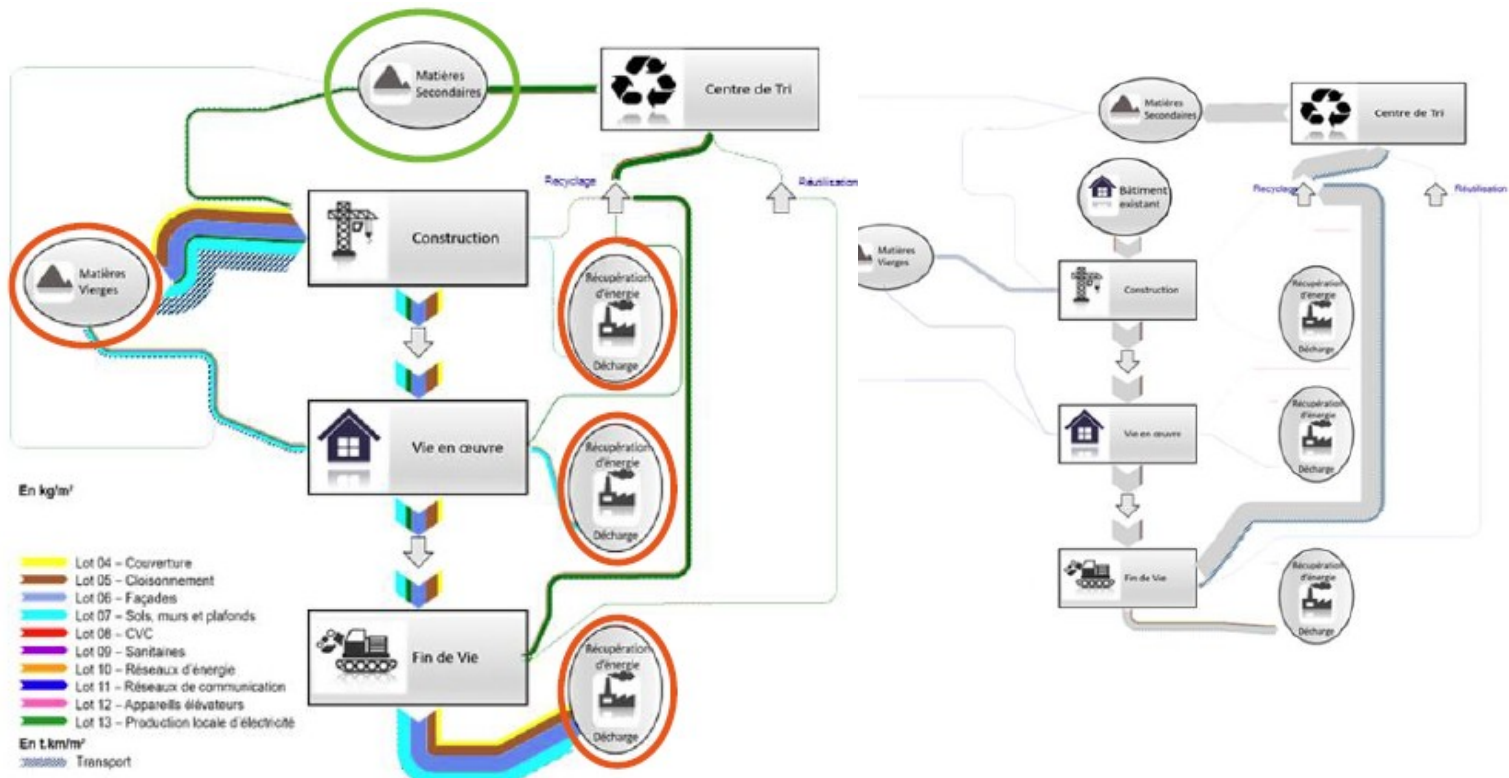 Matières
Secondaires
Centre de Tri
Recyclage
Réutilisation
Construction
Matières
Vierges
Récupération
d'énergie
Décharge
Vie en œuvre
Récupération
d'énergie
Décharge
En kg/m²
Lot 04 – Couverture
Lot 05 – Cloisonnement
Lot 06 – Façades
Lot 07 – Sols, murs et plafonds
Lot 08 – CVC
Lot 09 – Sanitaires
Lot 10 – Réseaux d'énergie
Lot 11 – Réseaux de communication
Lot 12 – Appareils élévateurs
Lot 13 – Production locale d'électricité
En t.km/m²
Transport
Fin de Vie
Récupération
d'énergie
Décharge
Matières
Secondaires
Centre de Tri
Bâtiment
existant
Recyclage
Réutilisation
Matières
Vierges
Construction
Récupération
d'énergie
Décharge
Vie en œuvre
Récupération
d'énergie
Décharge
Fin de Vie
Récupération
d'énergie
Décharge